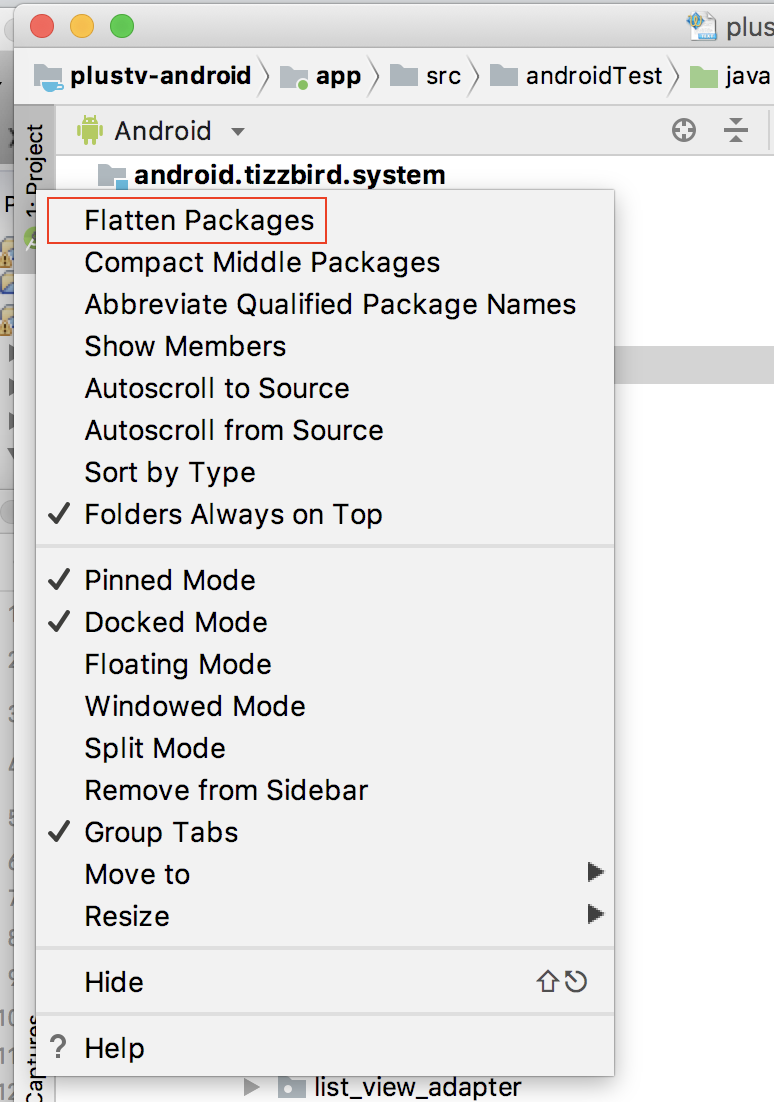 plus
plustv-android app src androidTest java
Android
1: Project
android.tizzbird.system
P
Flatten Packages
Compact Middle Packages
Abbreviate Qualified Package Names
Show Members
Autoscroll to Source
Autoscroll from Source
Sort by Type
Folders Always on Top
Pinned Mode
Docked Mode
Floating Mode
Windowed Mode
Split Mode
Remove from Sidebar
Group Tabs
Move to
Resize
Hide
? Help
Captures
list_view_adapter